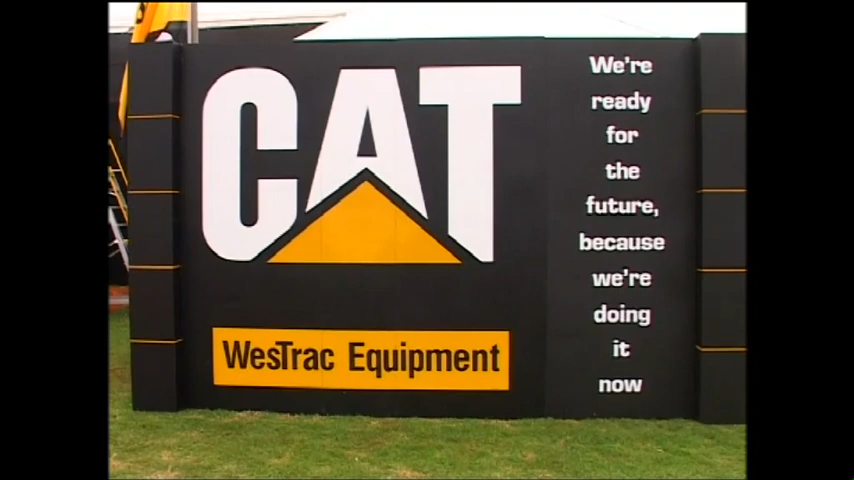 CAT
WesTrac Equipment
We're
ready
for
the
future,
because
we're
doing
it
now